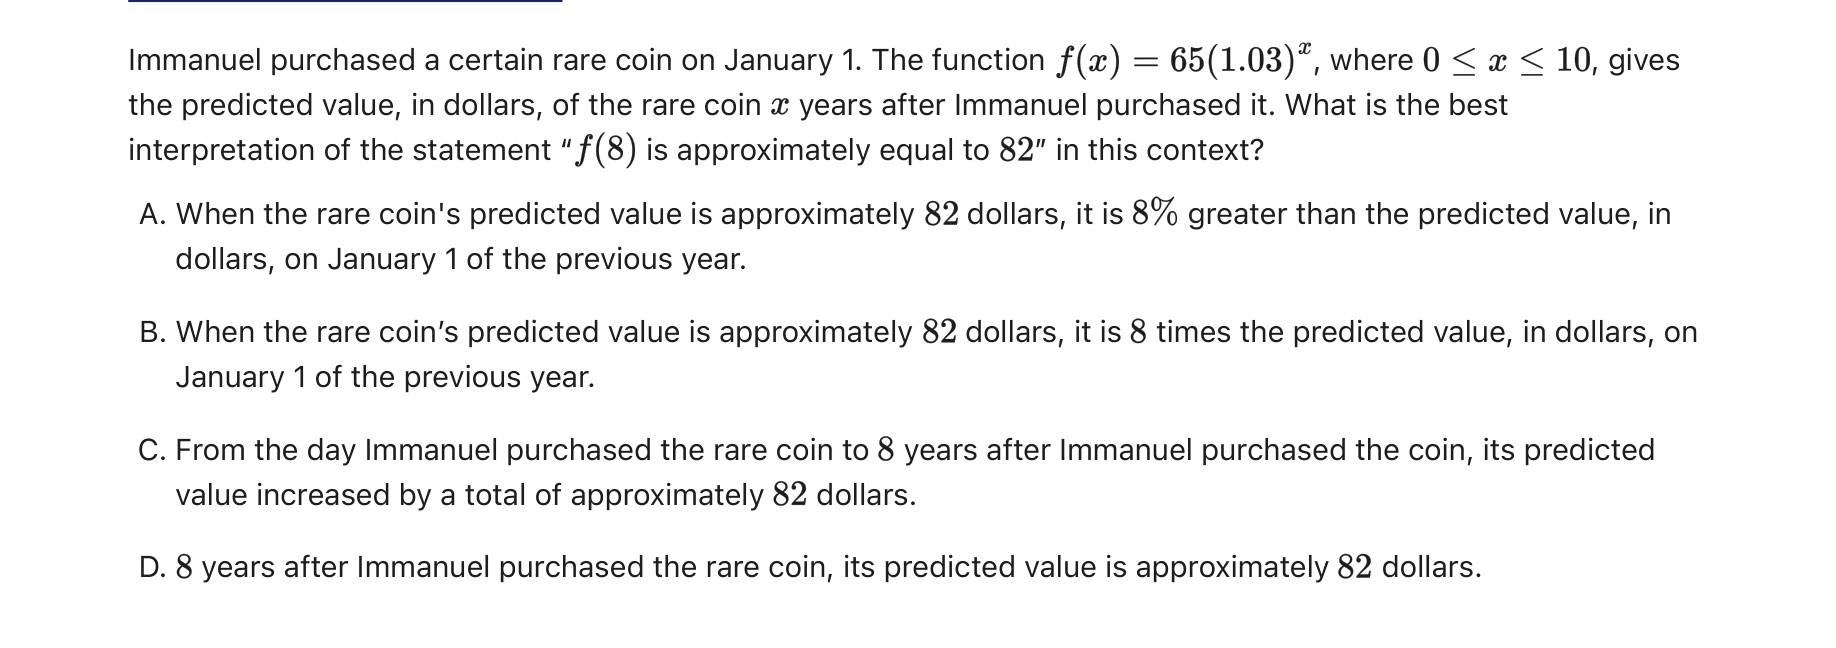 Immanuel purchased a certain rare coin on January 1. The function f(x) = 65(1.03)^x, where 0 ≤ x ≤ 10, gives
the predicted value, in dollars, of the rare coin x years after Immanuel purchased it. What is the best
interpretation of the statement “f(8) is approximately equal to 82” in this context?
A. When the rare coin's predicted value is approximately 82 dollars, it is 8% greater than the predicted value, in
dollars, on January 1 of the previous year.
B. When the rare coin’s predicted value is approximately 82 dollars, it is 8 times the predicted value, in dollars, on
January 1 of the previous year.
C. From the day Immanuel purchased the rare coin to 8 years after Immanuel purchased the coin, its predicted
value increased by a total of approximately 82 dollars.
D. 8 years after Immanuel purchased the rare coin, its predicted value is approximately 82 dollars.